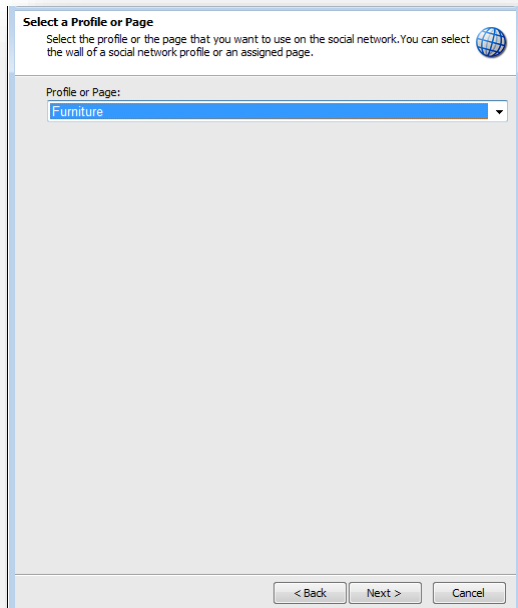 Select a Profile or Page
Select the profile or the page that you want to use on the social network.You can select
the wall of a social network profile or an assigned page.
Profile or Page:
Furniture
< Back
Next >
Cancel